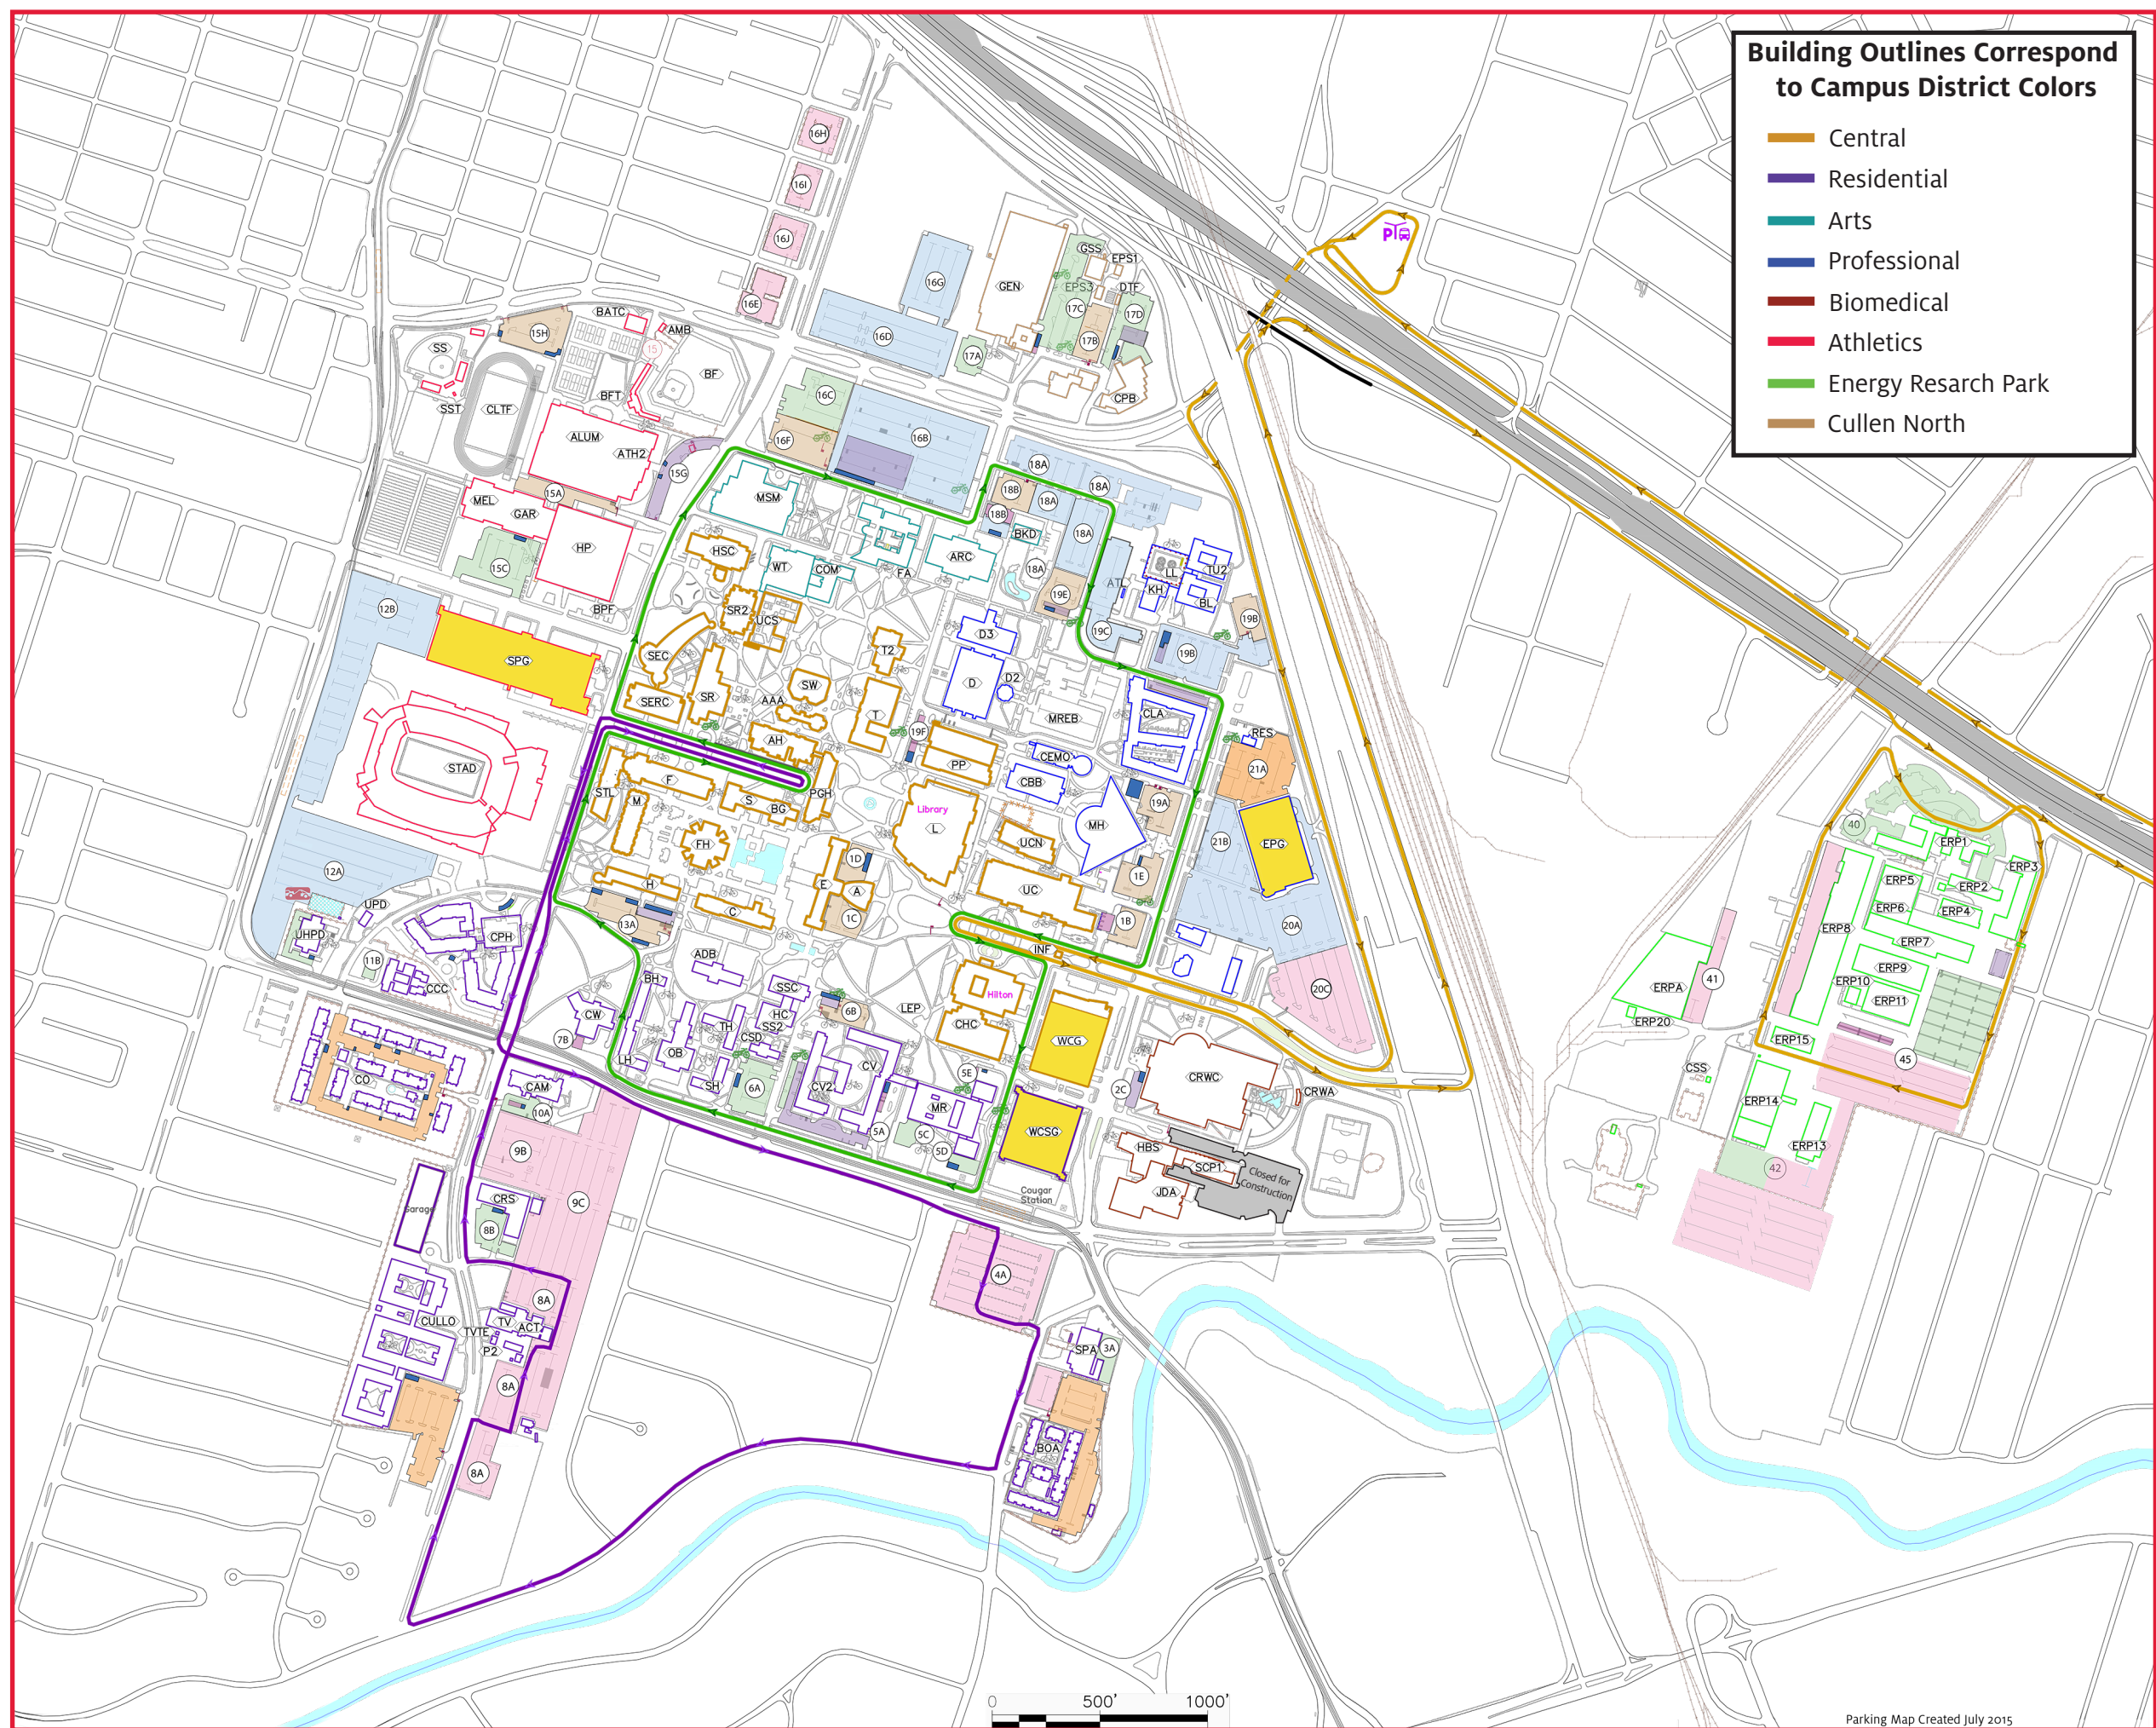 Building Outlines Correspond
to Campus District Colors
Central
Residential
Arts
Professional
Biomedical
Athletics
Energy Resarch Park
Cullen North
16H
16I
16J
16E
16G
16D
GEN
GSS
EPS1
EPS3
DTF
17C
17D
17B
17A
CPB
BATC
AMB
15H
15
SS
SST
CLTF
BFT
BF
ALUM
ATH2
15G
16C
16F
16B
MEL
15A
GAR
HP
15C
BPF
12B
SPG
STAD
12A
MSM
HSC
WT
COM
FA
ARC
18A
18A
18B
18A
18B
BKD
18A
18A
19E
ATL
LL
TU2
KH
BL
19B
19C
19B
SR2
UCS
SEC
SERC
SR
AAA
SW
T2
T
AH
D3
D
D2
MREB
CLA
RES
21A
19F
PP
CEMO
CBB
MH
19A
21B
EPG
STL
F
M
S
BG
PGH
FH
Library
L
UCN
UC
1E
1B
20A
20C
H
13A
C
E
1D
A
1C
INF
UPD
UHPD
11B
CCC
CPH
ADB
BH
CW
7B
LH
OB
TH
SSC
HC
SS2
CSD
SH
6A
6B
LEP
Hilton
CHC
WCG
CV
CV2
5A
5E
MR
5C
5D
WCSG
Cougar
Station
2C
CRWC
CRWA
HBS
SCP1
JDA
Closed for
Construction
CO
CAM
10A
9B
9C
CRS
8B
Garage
8A
CULLO
TVTE
TV
ACT
P2
8A
8A
4A
SPA
3A
BOA
40
ERP1
ERP3
ERP5
ERP2
ERP6
ERP4
ERP8
ERP7
ERP9
ERP10
ERP11
ERPA
41
ERP20
ERP15
45
CSS
ERP14
ERP13
42
0
500'
1000'
Parking Map Created July 2015